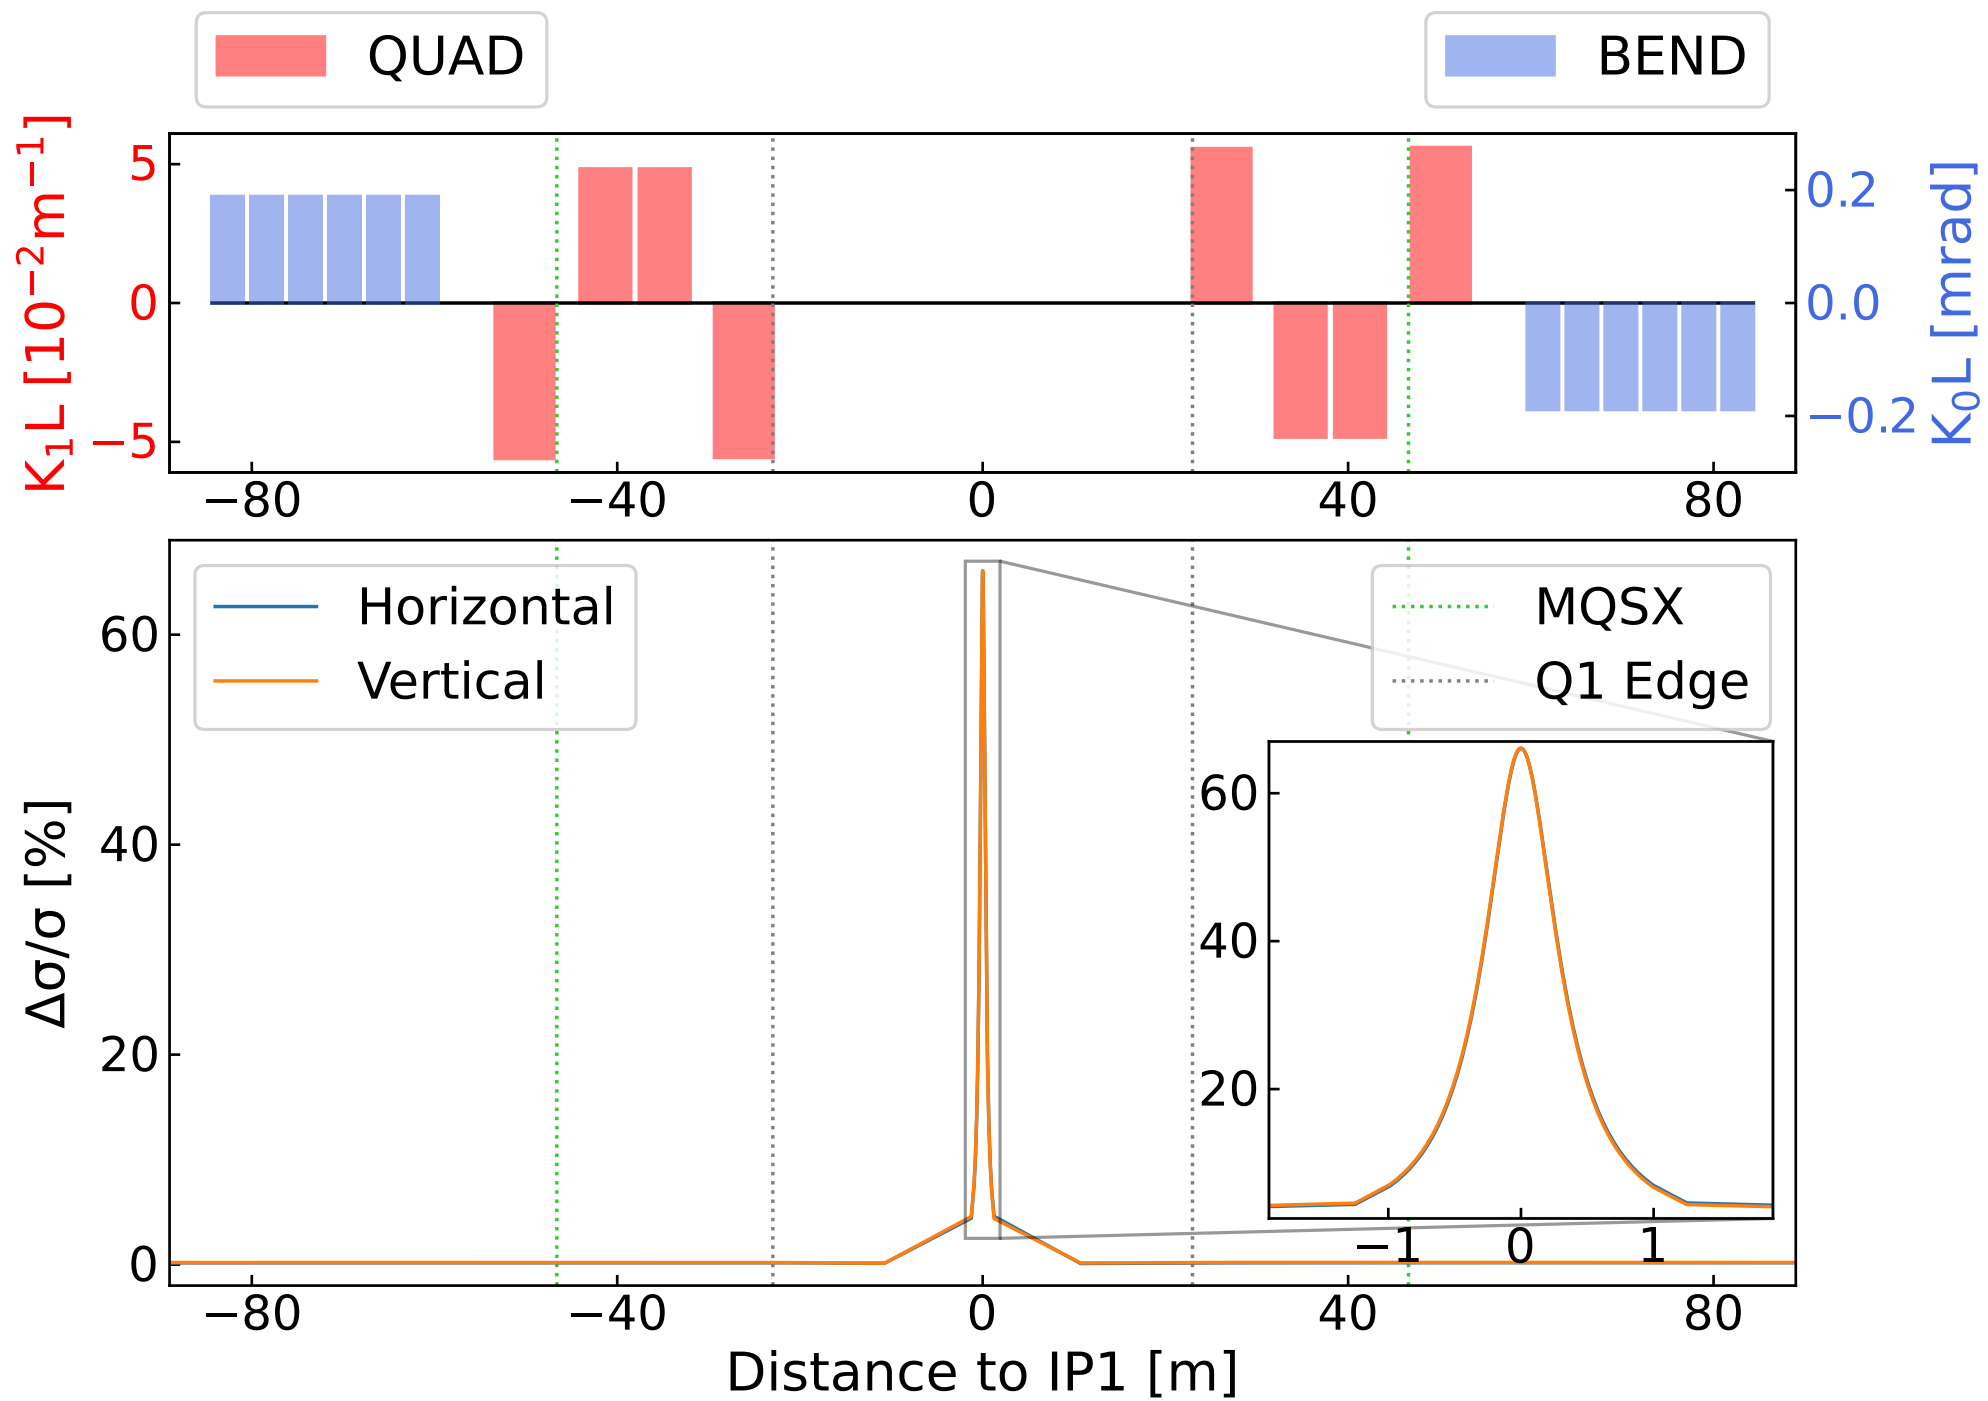 QUAD
BEND
K₁L [10⁻²m⁻¹]
5
0
−5
0.2
0.0
−0.2
K₀L [mrad]
−80 −40 0 40 80
Horizontal
Vertical
MQSX
Q1 Edge
Δσ/σ [%]
60
40
20
0
60
40
20
−1 0 1
−80 −40 0 40 80
Distance to IP1 [m]